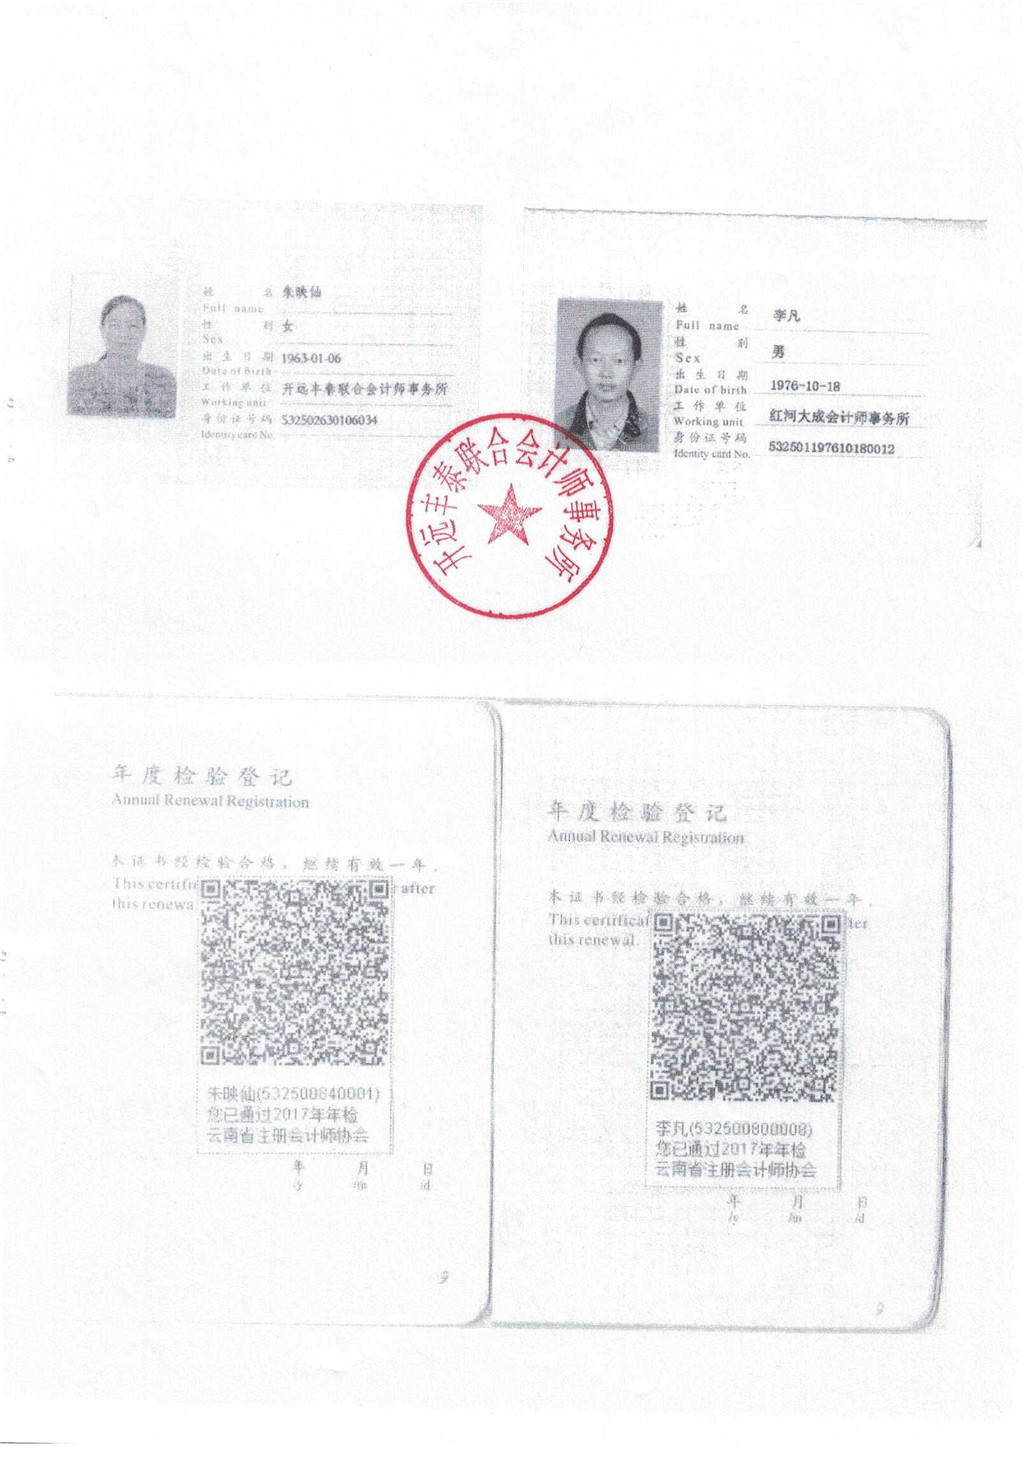 姓 名 朱映仙
Full name
性 别 女
Sex
出生日期 1963-01-06
Date of birth
工作单位 开远丰泰联合会计师事务所
Working unit
身份证号码 532502630106034
Identity card No.
姓 名 李凡
Full name
性 别 男
Sex
出生日期 1976-10-18
Date of birth
工作单位 红河大成会计师事务所
Working unit
身份证号码 532501197610180012
Identity card No.
开远丰泰联合会计师事务所
年度检验登记
Annual Renewal Registration
本证书经检验合格，继续有效一年。
This certifi after
this renewa
朱映仙(532500840001)
您已通过2017年年检
云南省注册会计师协会
年 月 日
/y /m /d
9
年度检验登记
Annual Renewal Registration
本证书经检验合格，继续有效一年。
This certificat ter
this renewal.
李凡(532500800008)
您已通过2017年年检
云南省注册会计师协会
年 月 日
/y /m /d
9